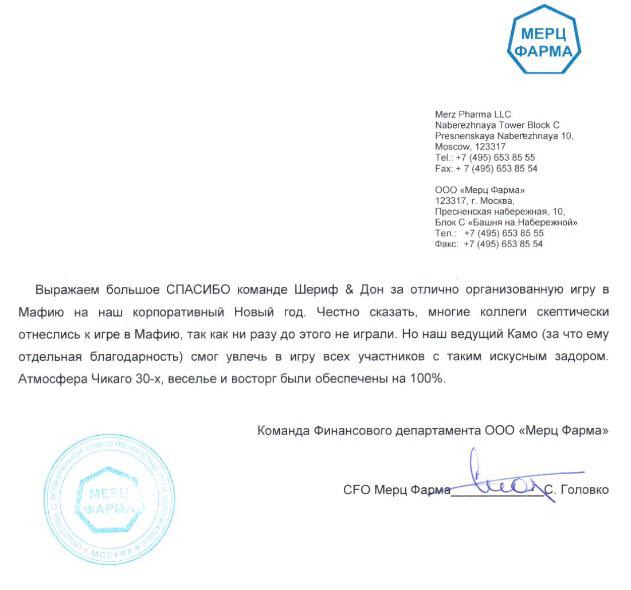 МЕРЦ
ФАРМА
Merz Pharma LLC
Naberezhnaya Tower Block C
Presnenskaya Naberezhnaya 10,
Moscow, 123317
Tel.: +7 (495) 653 85 55
Fax: + 7 (495) 653 85 54
ООО «Мерц Фарма»
123317, г. Москва,
Пресненская набережная, 10,
Блок С «Башня на Набережной»
Тел.: +7 (495) 653 85 55
Факс: +7 (495) 653 85 54
Выражаем большое СПАСИБО команде Шериф & Дон за отлично организованную игру в
Мафию на наш корпоративный Новый год. Честно сказать, многие коллеги скептически
отнеслись к игре в Мафию, так как ни разу до этого не играли. Но наш ведущий Камо (за что ему
отдельная благодарность) смог увлечь в игру всех участников с таким искусным задором.
Атмосфера Чикаго 30-х, веселье и восторг были обеспечены на 100%.
Команда Финансового департамента ООО «Мерц Фарма»
CFO Мерц Фарма______________С. Головко
МЕРЦ
ФАРМА
МОСКВА